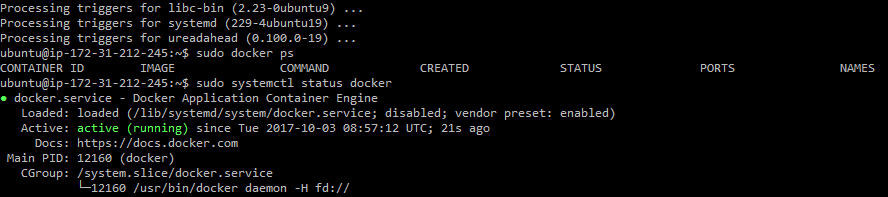 Processing triggers for libc-bin (2.23-0ubuntu9) ...
Processing triggers for systemd (229-4ubuntu19) ...
Processing triggers for ureadahead (0.100.0-19) ...
ubuntu@ip-172-31-212-245:~$ sudo docker ps
CONTAINER ID        IMAGE               COMMAND             CREATED             STATUS              PORTS               NAMES
ubuntu@ip-172-31-212-245:~$ sudo systemctl status docker
● docker.service - Docker Application Container Engine
   Loaded: loaded (/lib/systemd/system/docker.service; disabled; vendor preset: enabled)
   Active: active (running) since Tue 2017-10-03 08:57:12 UTC; 21s ago
     Docs: https://docs.docker.com
 Main PID: 12160 (docker)
   CGroup: /system.slice/docker.service
           └─12160 /usr/bin/docker daemon -H fd://